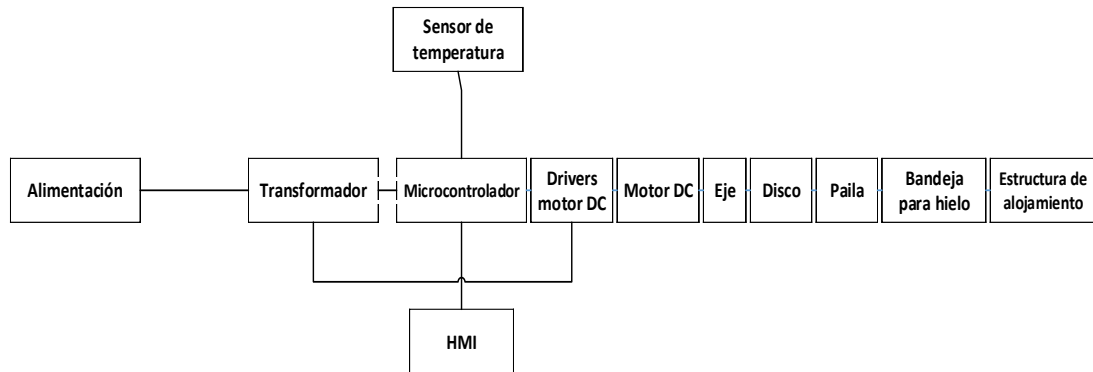 Sensor de
temperatura
Alimentación
Transformador
Microcontrolador
Drivers
motor DC
Motor DC
Eje
Disco
Paila
Bandeja
para hielo
Estructura de
alojamiento
HMI